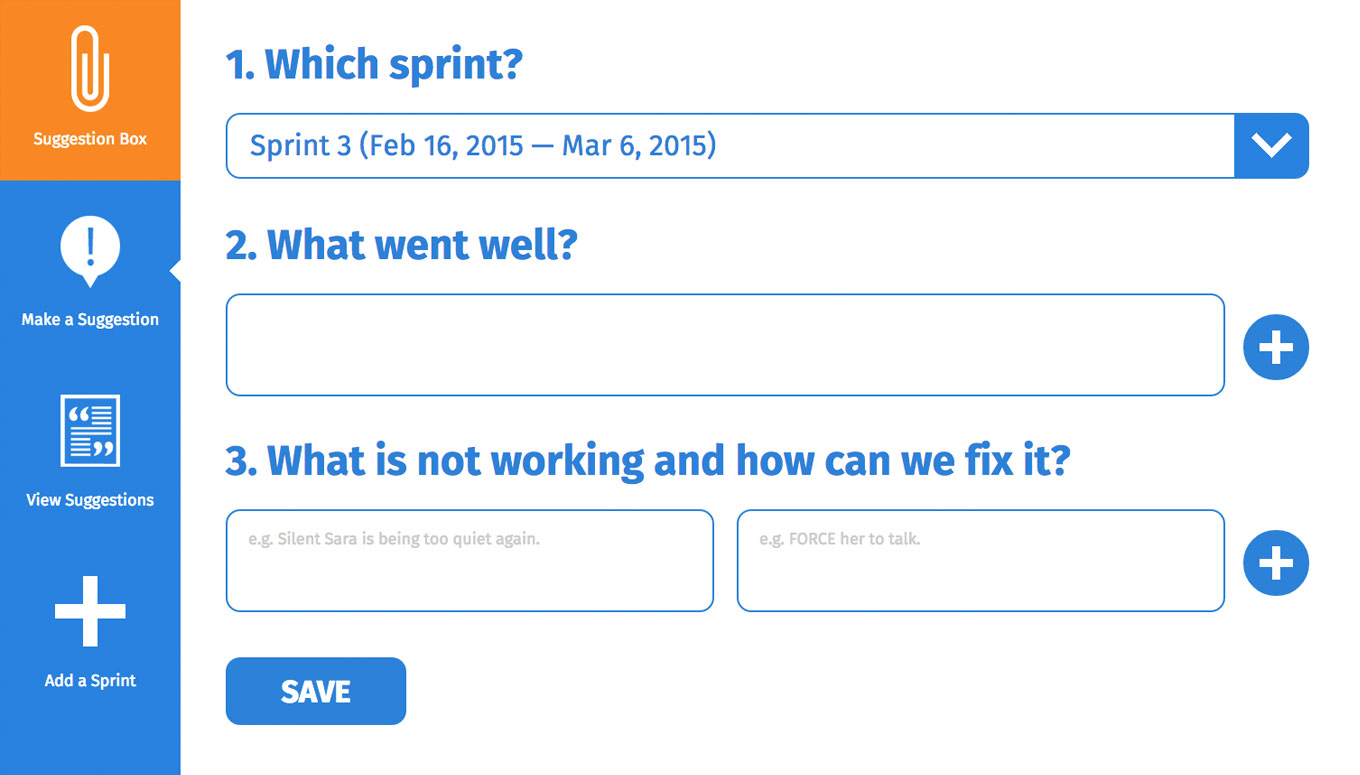 Suggestion Box
Make a Suggestion
View Suggestions
Add a Sprint
1. Which sprint?
Sprint 3 (Feb 16, 2015 — Mar 6, 2015)
2. What went well?
3. What is not working and how can we fix it?
e.g. Silent Sara is being too quiet again.
e.g. FORCE her to talk.
SAVE